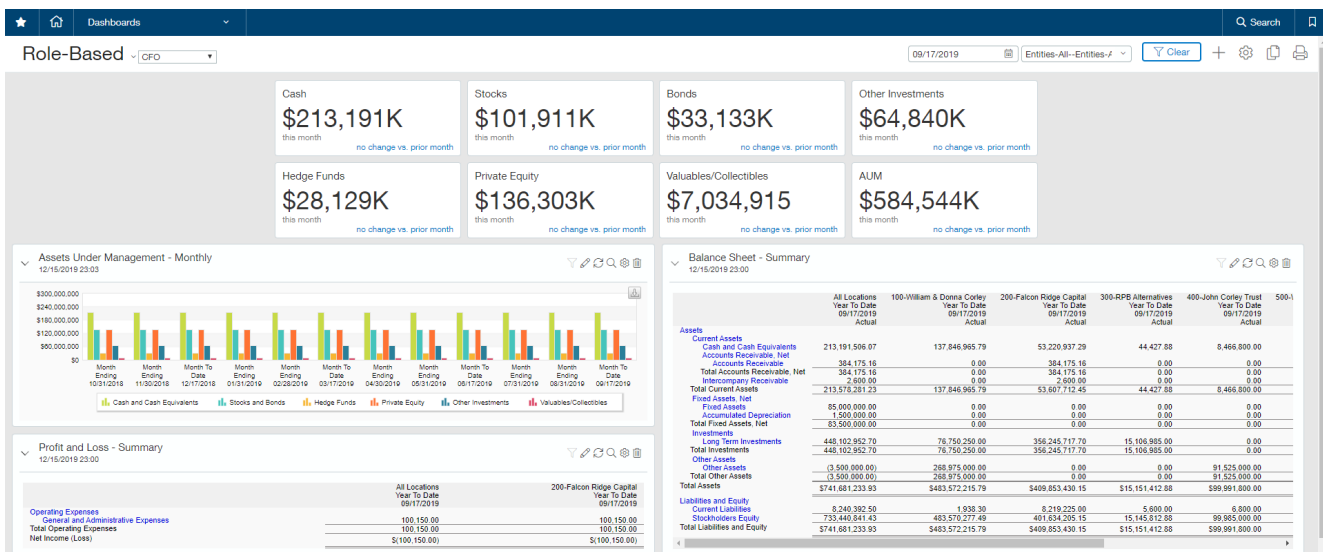 Dashboards
Search
Role-Based CFO
09/17/2019 Entities-All--Entities-A Clear
Cash
$213,191K
this month
no change vs. prior month
Stocks
$101,911K
this month
no change vs. prior month
Bonds
$33,133K
this month
no change vs. prior month
Other Investments
$64,840K
this month
no change vs. prior month
Hedge Funds
$28,129K
this month
no change vs. prior month
Private Equity
$136,303K
this month
no change vs. prior month
Valuables/Collectibles
$7,034,915
this month
no change vs. prior month
AUM
$584,544K
this month
no change vs. prior month
Assets Under Management - Monthly
12/15/2019 23:03
$300,000,000
$240,000,000
$180,000,000
$120,000,000
$60,000,000
$0
Month Month Month To Month Month Month To Month Month Month To Month Month Month To
Ending Ending Date Ending Ending Date Ending Ending Date Ending Ending Date
10/31/2018 11/30/2018 12/17/2018 01/31/2019 02/28/2019 03/17/2019 04/30/2019 05/31/2019 06/17/2019 07/31/2019 08/31/2019 09/17/2019
Cash and Cash Equivalents Stocks and Bonds Hedge Funds Private Equity Other Investments Valuables/Collectibles
Profit and Loss - Summary
12/15/2019 23:00
All Locations 200-Falcon Ridge Capital
Year To Date Year To Date
09/17/2019 09/17/2019
Operating Expenses
General and Administrative Expenses 100,150.00 100,150.00
Total Operating Expenses 100,150.00 100,150.00
Net Income (Loss) $(100,150.00) $(100,150.00)
Balance Sheet - Summary
12/15/2019 23:00
All Locations 100-William & Donna Corley 200-Falcon Ridge Capital 300-RPB Alternatives 400-John Corley Trust 500-\
Year To Date Year To Date Year To Date Year To Date Year To Date
09/17/2019 09/17/2019 09/17/2019 09/17/2019 09/17/2019
Actual Actual Actual Actual Actual
Assets
Current Assets
Cash and Cash Equivalents 213,191,506.07 137,846,965.79 53,220,937.29 44,427.88 8,466,800.00
Accounts Receivable, Net
Accounts Receivable 384,175.16 0.00 384,175.16 0.00 0.00
Total Accounts Receivable, Net 384,175.16 0.00 384,175.16 0.00 0.00
Intercompany Receivable 2,600.00 0.00 2,600.00 0.00 0.00
Total Current Assets 213,578,281.23 137,846,965.79 53,607,712.45 44,427.88 8,466,800.00
Fixed Assets, Net
Fixed Assets 85,000,000.00 0.00 0.00 0.00 0.00
Accumulated Depreciation 1,500,000.00 0.00 0.00 0.00 0.00
Total Fixed Assets, Net 83,500,000.00 0.00 0.00 0.00 0.00
Investments
Long Term Investments 448,102,952.70 76,750,250.00 356,245,717.70 15,106,985.00 0.00
Total Investments 448,102,952.70 76,750,250.00 356,245,717.70 15,106,985.00 0.00
Other Assets
Other Assets (3,500,000.00) 268,975,000.00 0.00 0.00 91,525,000.00
Total Other Assets (3,500,000.00) 268,975,000.00 0.00 0.00 91,525,000.00
Total Assets $741,681,233.93 $483,572,215.79 $409,853,430.15 $15,151,412.88 $99,991,800.00
Liabilities and Equity
Current Liabilities 8,240,392.50 1,938.30 8,219,225.00 5,600.00 6,800.00
Stockholders Equity 733,440,841.43 483,570,277.49 401,634,205.15 15,145,812.88 99,985,000.00
Total Liabilities and Equity $741,681,233.93 $483,572,215.79 $409,853,430.15 $15,151,412.88 $99,991,800.00